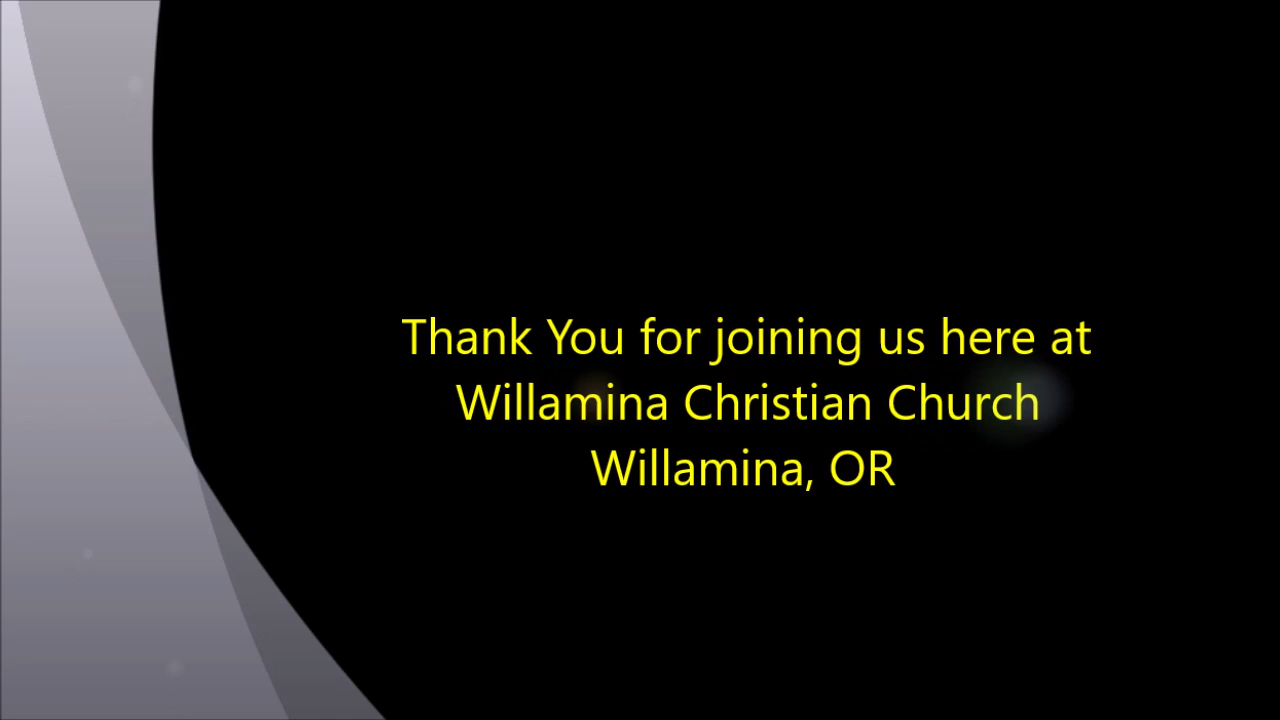 Thank You for joining us here at
Willamina Christian Church
Willamina, OR